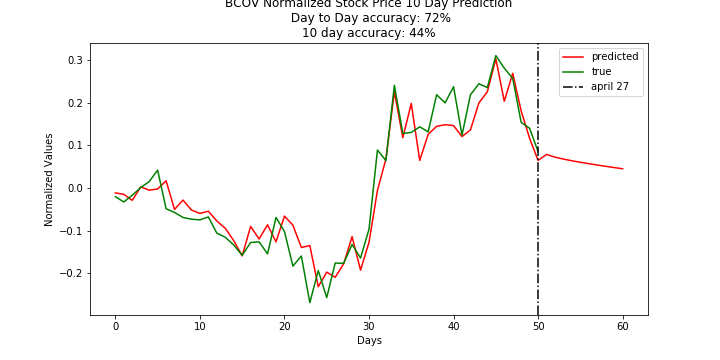 BCOV Normalized Stock Price 10 Day Prediction
Day to Day accuracy: 72%
10 day accuracy: 44%
predicted
true
april 27
Normalized Values
0.3
0.2
0.1
0.0
−0.1
−0.2
0
10
20
30
40
50
60
Days